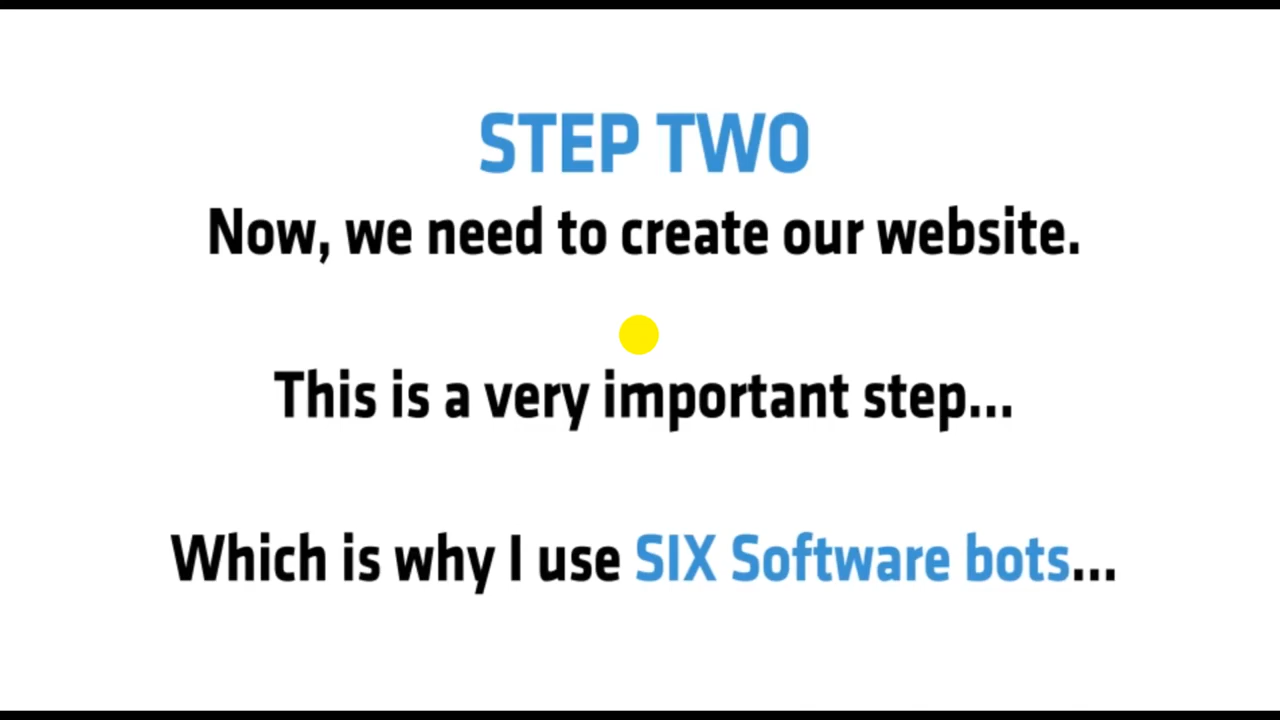 STEP TWO
Now, we need to create our website.
This is a very important step...
Which is why I use SIX Software bots...